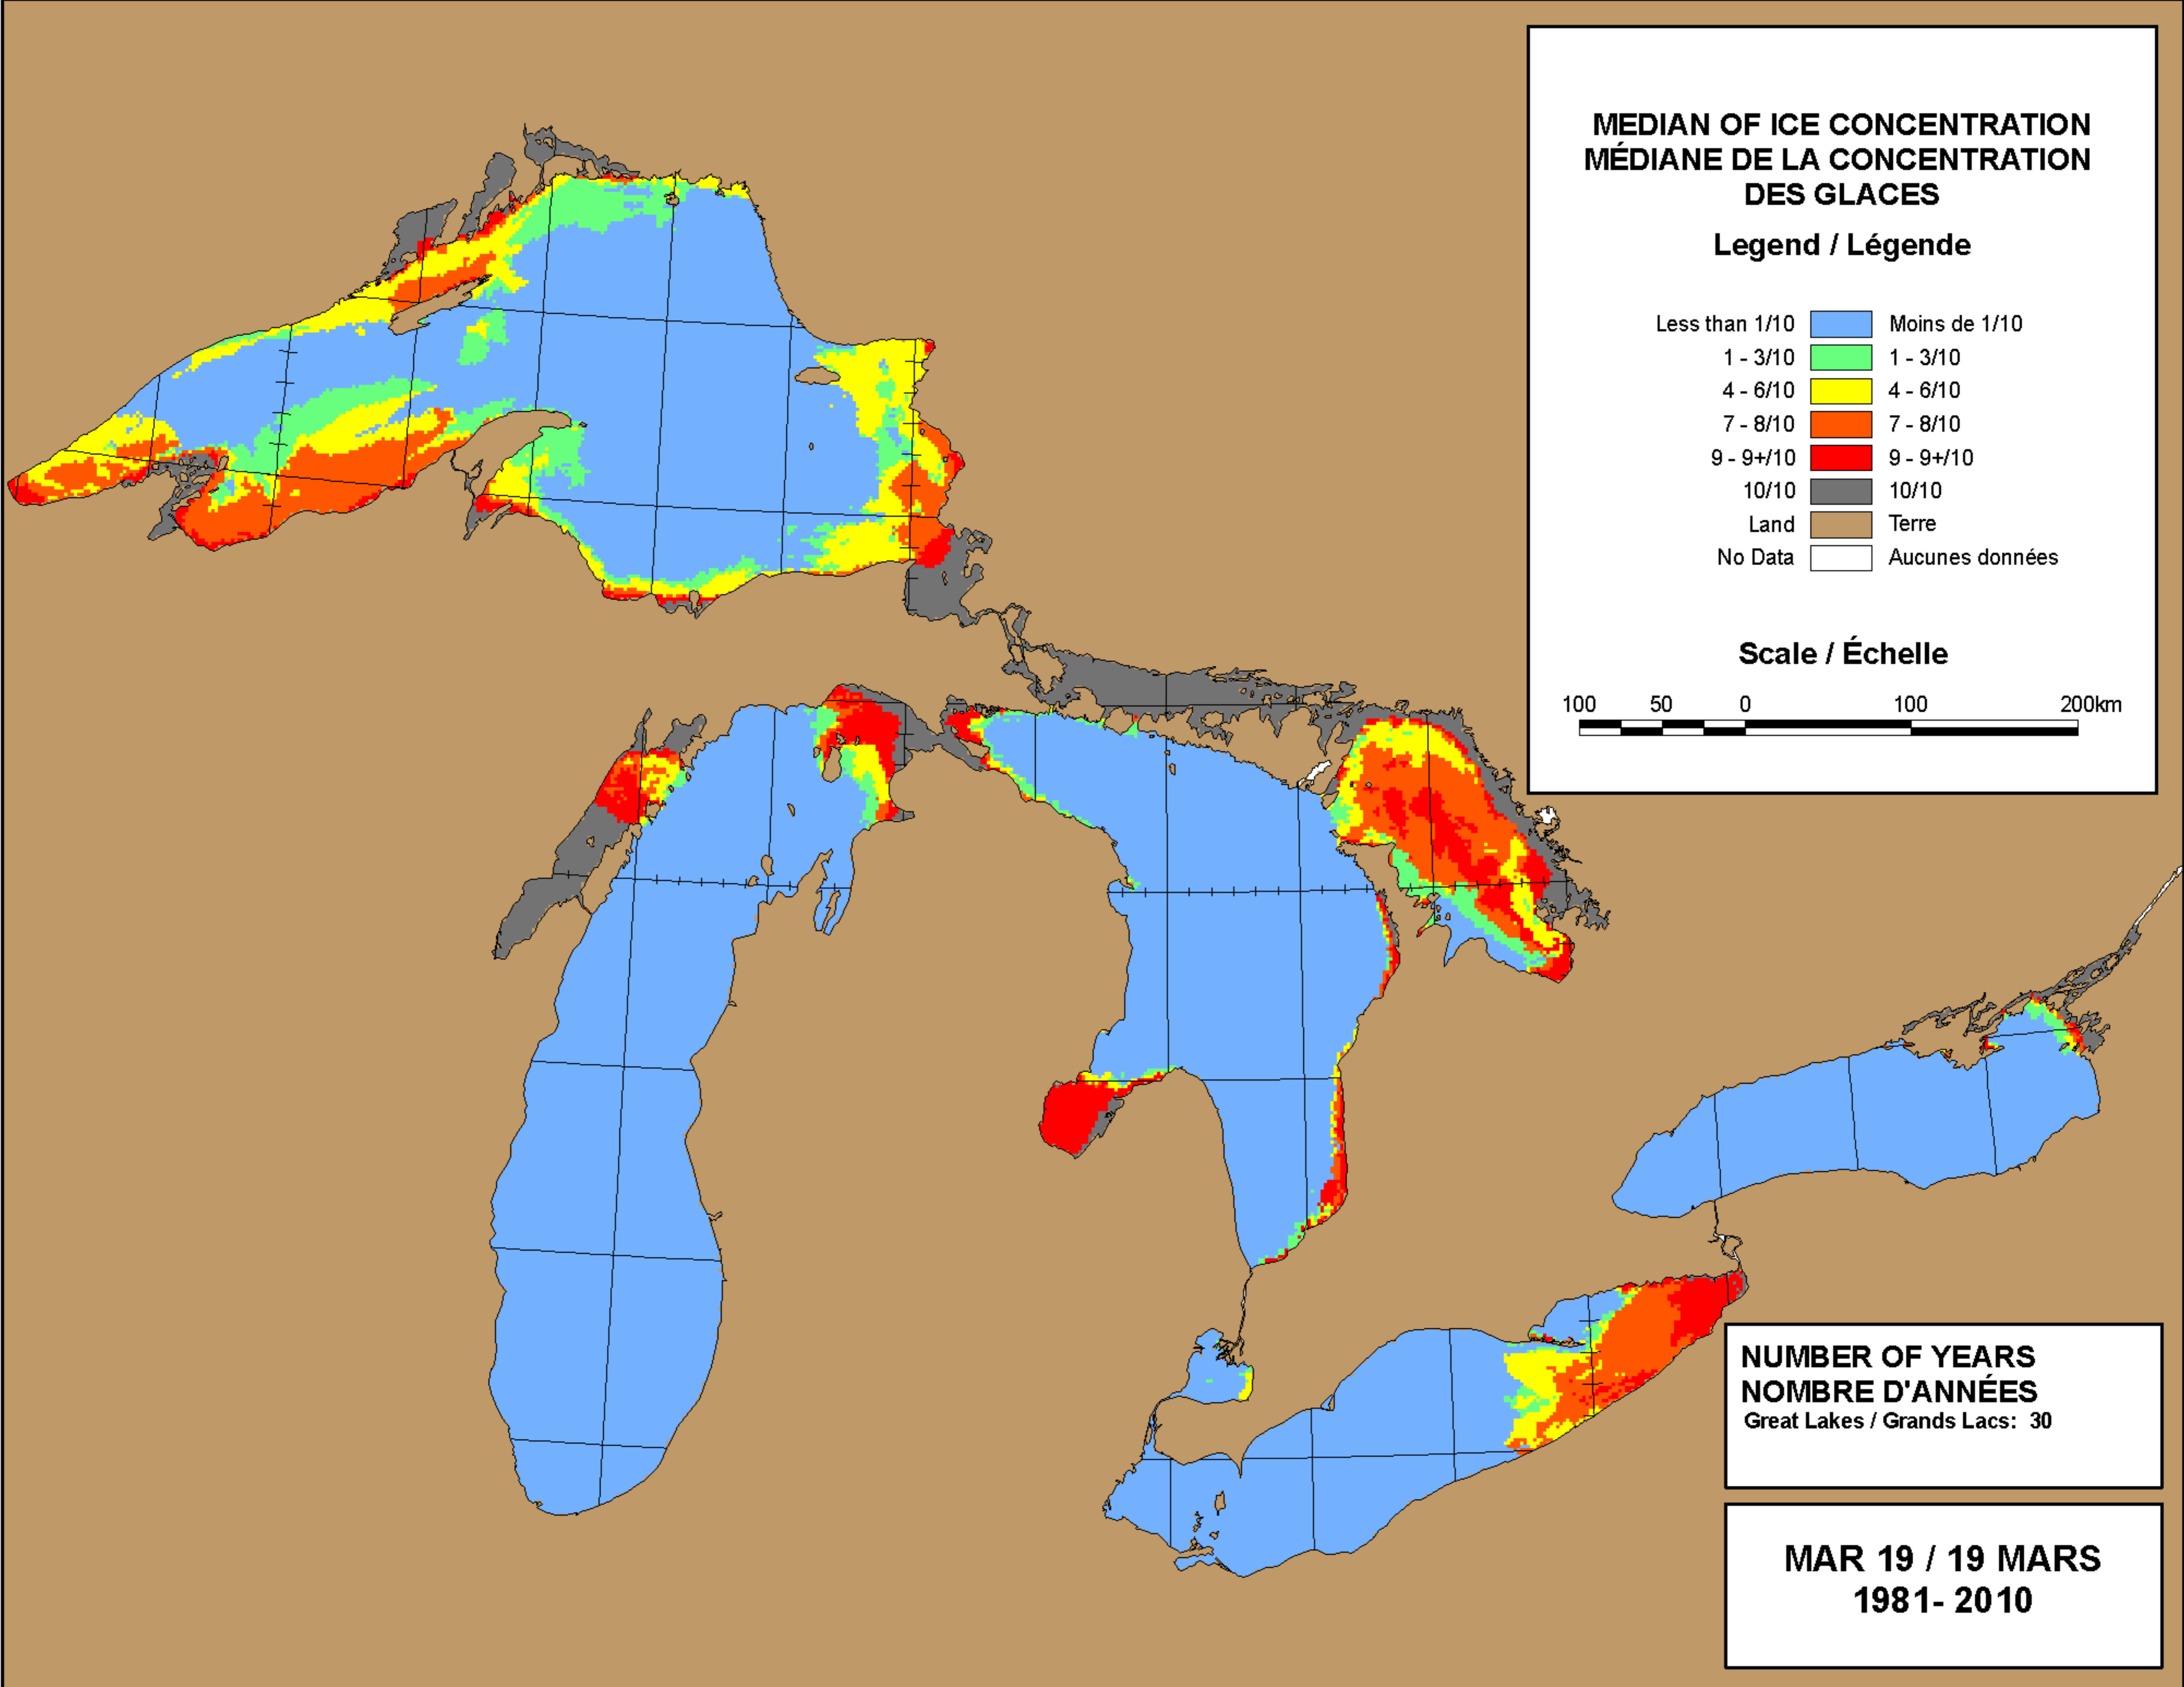 MEDIAN OF ICE CONCENTRATION
MÉDIANE DE LA CONCENTRATION
DES GLACES
Legend / Légende
Less than 1/10 Moins de 1/10
1 - 3/10 1 - 3/10
4 - 6/10 4 - 6/10
7 - 8/10 7 - 8/10
9 - 9+/10 9 - 9+/10
10/10 10/10
Land Terre
No Data Aucunes données
Scale / Échelle
100 50 0 100 200km
NUMBER OF YEARS
NOMBRE D'ANNÉES
Great Lakes / Grands Lacs: 30
MAR 19 / 19 MARS
1981- 2010